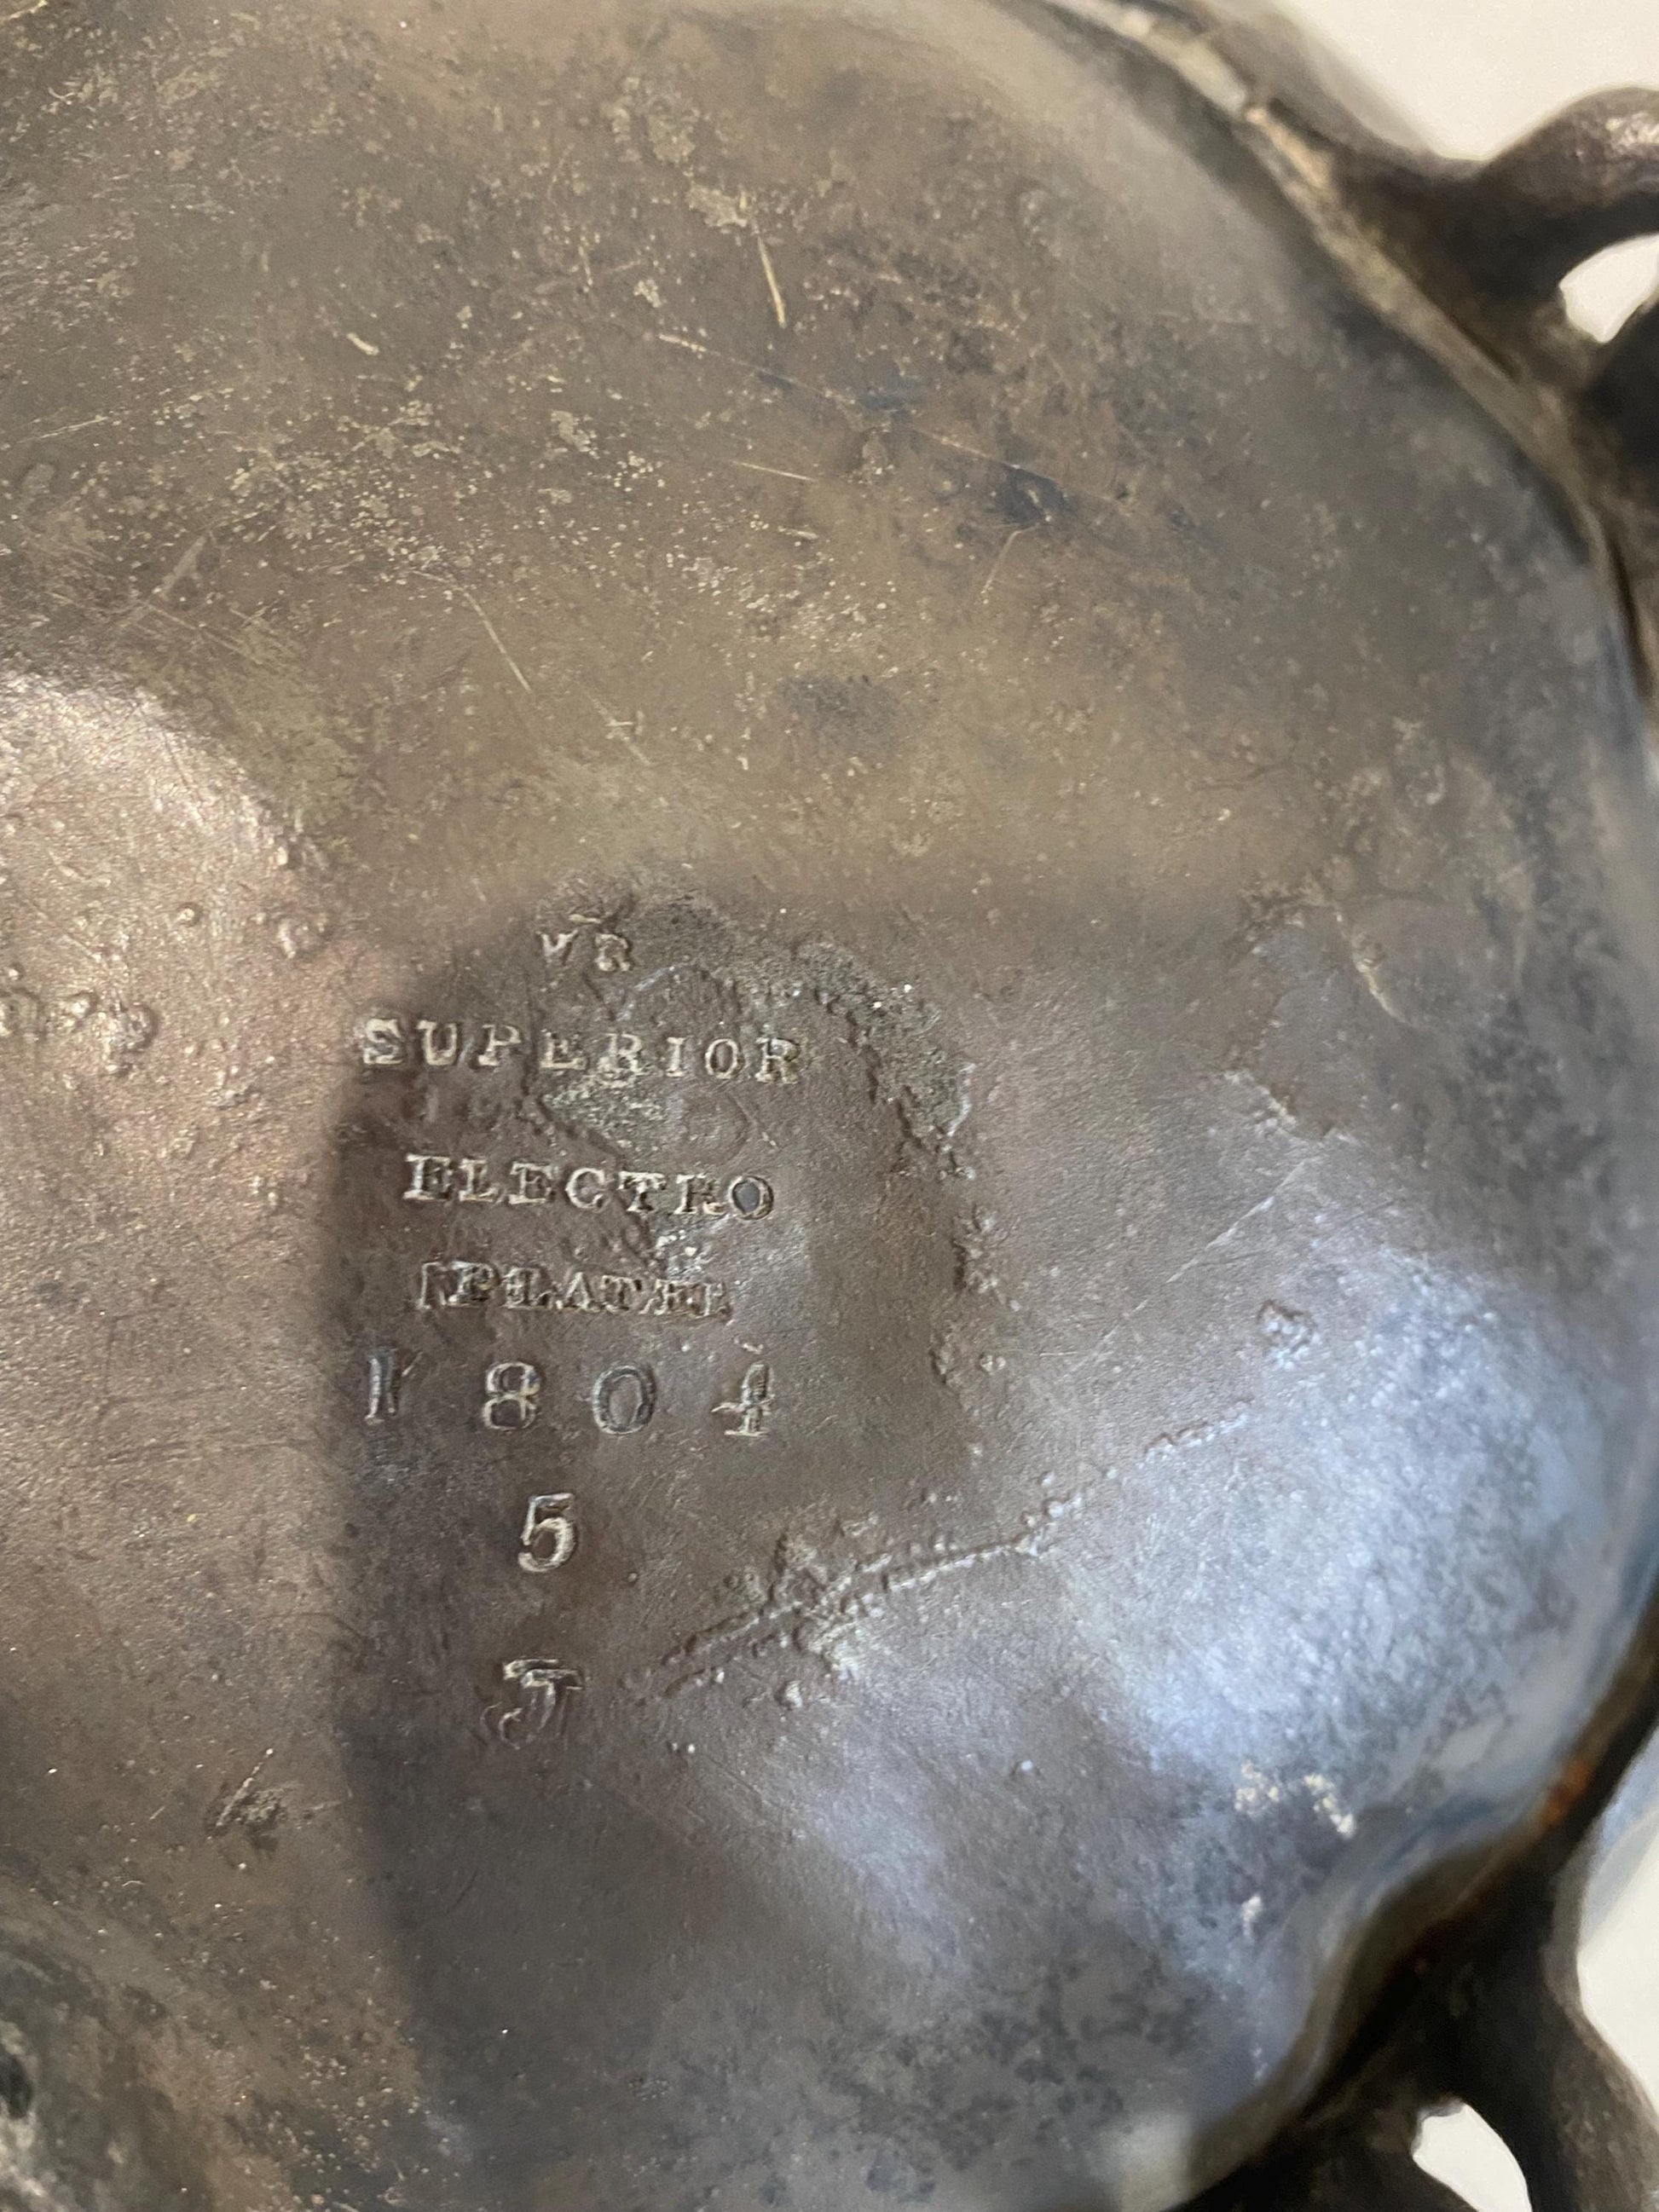 VR
SUPERIOR
ELECTRO
PLATE
1804
5
J